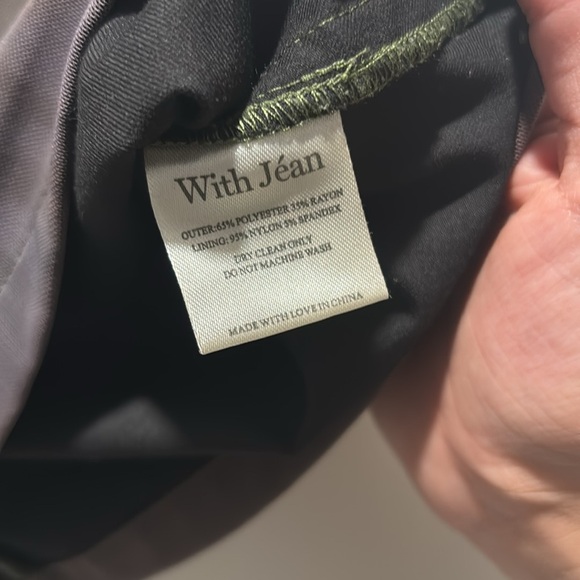 With Jéan
OUTER: 65% POLYESTER 35% RAYON
LINING: 95% NYLON 5% SPANDEX
DRY CLEAN ONLY
DO NOT MACHINE WASH
MADE WITH LOVE IN CHINA